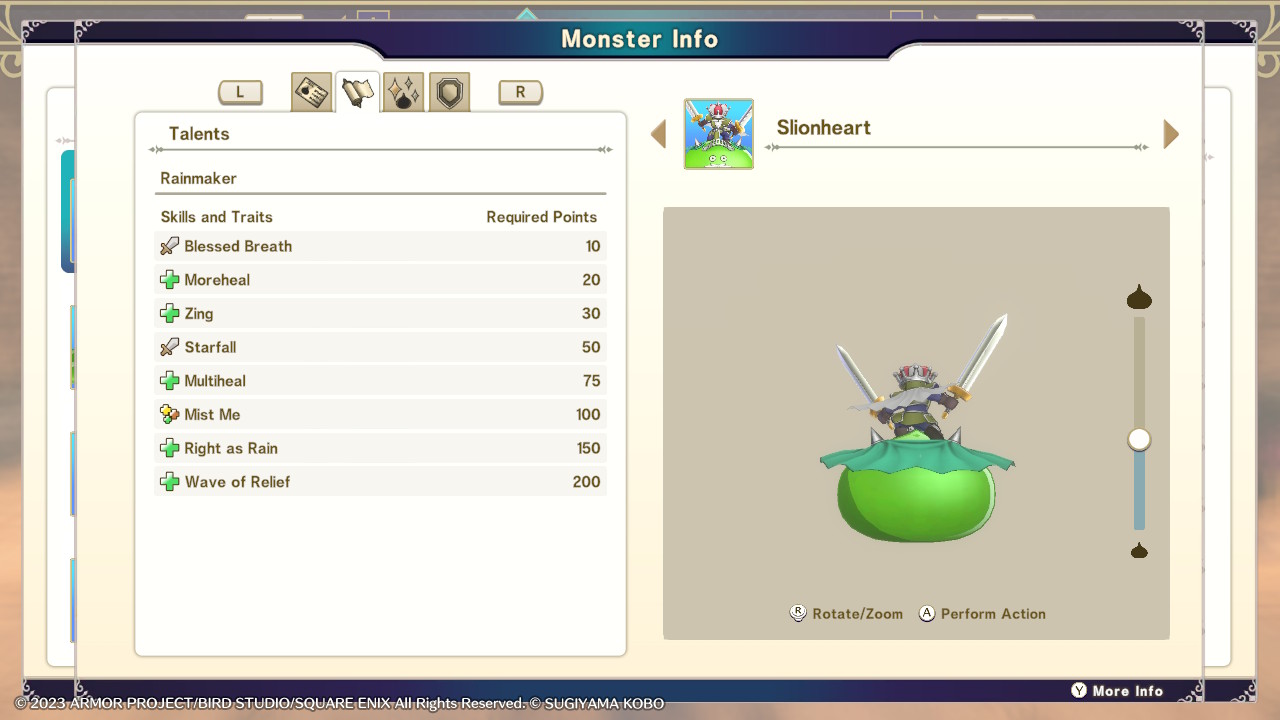 Monster Info
L
R
Talents
Rainmaker
Skills and Traits Required Points
Blessed Breath 10
Moreheal 20
Zing 30
Starfall 50
Multiheal 75
Mist Me 100
Right as Rain 150
Wave of Relief 200
Slionheart
R Rotate/Zoom A Perform Action
Y More Info
© 2023 ARMOR PROJECT/BIRD STUDIO/SQUARE ENIX All Rights Reserved. © SUGIYAMA KOBO